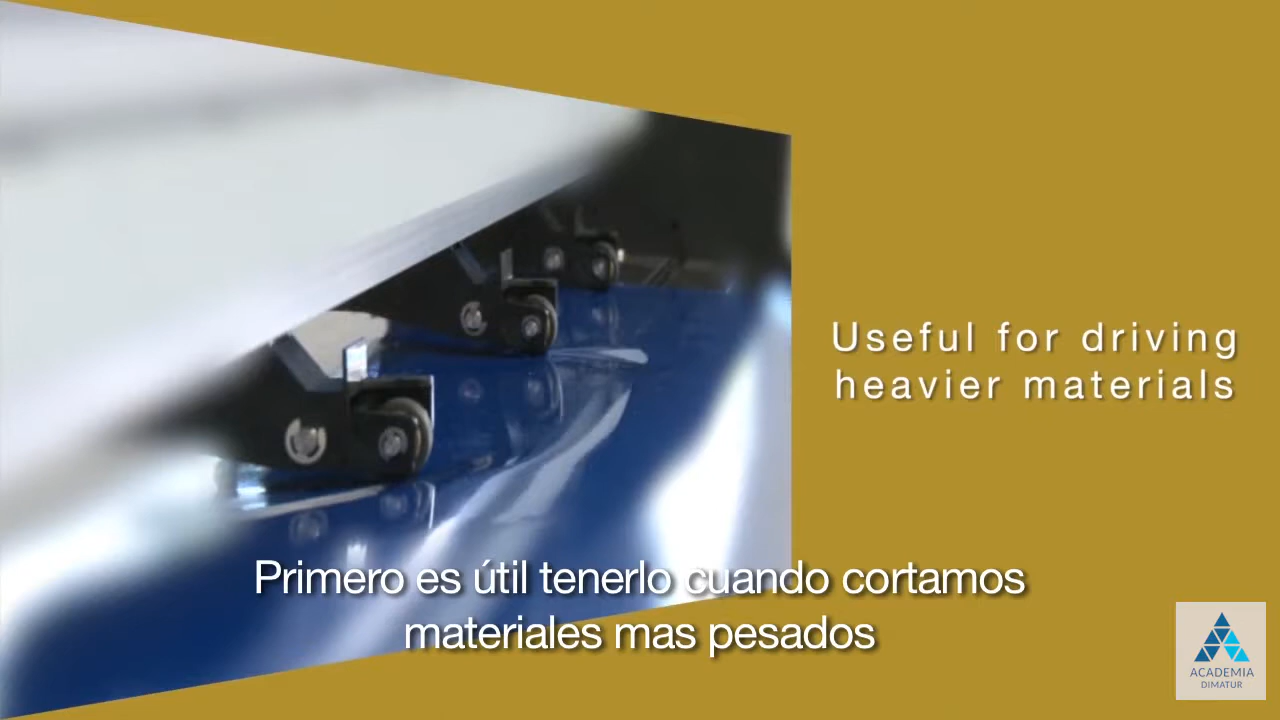 Useful for driving
heavier materials
Primero es útil tenerlo cuando cortamos
materiales mas pesados
ACADEMIA
DIMATUR